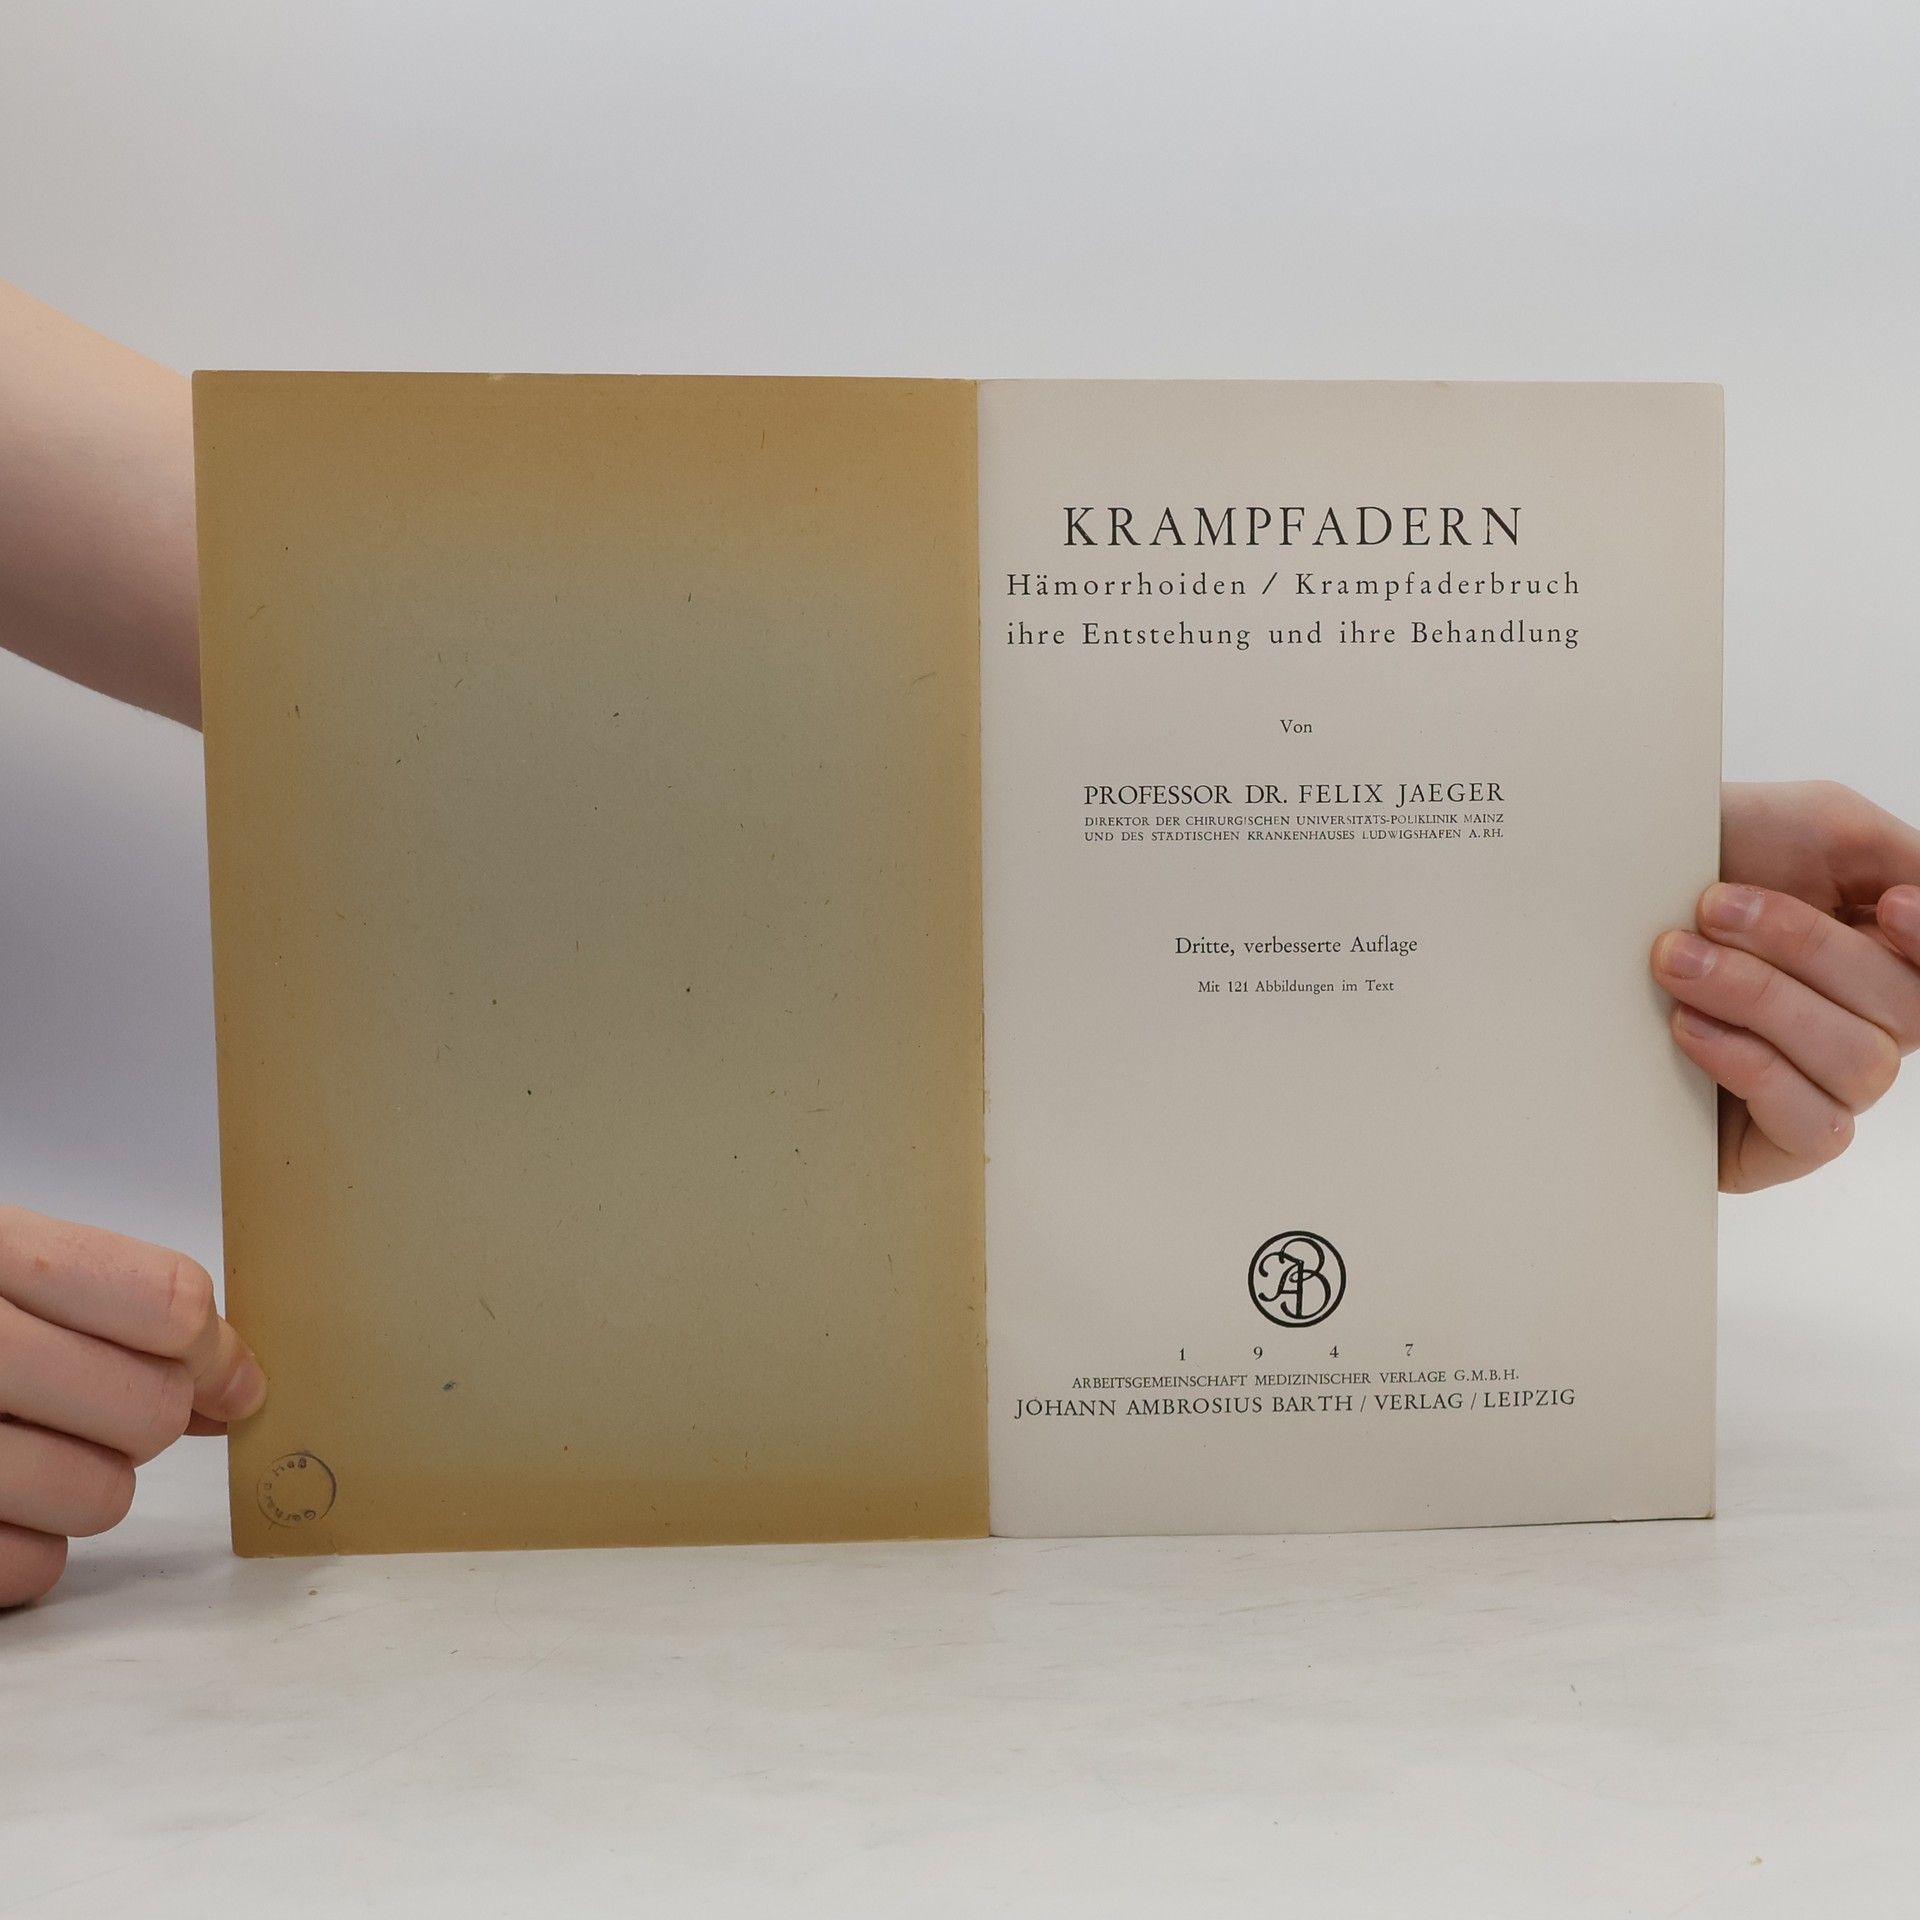 KRAMPFADERN
Hämorrhoiden / Krampfaderbruch
ihre Entstehung und ihre Behandlung
Von
PROFESSOR DR. FELIX JAEGER
DIREKTOR DER CHIRURGISCHEN UNIVERSITÄTS-POLIKLINIK MAINZ
UND DES STÄDTISCHEN KRANKENHAUSES LUDWIGSHAFEN A. RH.
Dritte, verbesserte Auflage
Mit 121 Abbildungen im Text
JAB
1 9 4 7
ARBEITSGEMEINSCHAFT MEDIZINISCHER VERLAGE G.M.B.H.
JOHANN AMBROSIUS BARTH / VERLAG / LEIPZIG